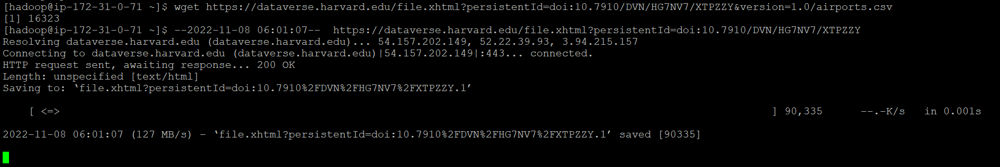 [hadoop@ip-172-31-0-71 ~]$ wget https://dataverse.harvard.edu/file.xhtml?persistentId=doi:10.7910/DVN/HG7NV7/XTPZZY&version=1.0/airports.csv
[1] 16323
[hadoop@ip-172-31-0-71 ~]$ --2022-11-08 06:01:07--  https://dataverse.harvard.edu/file.xhtml?persistentId=doi:10.7910/DVN/HG7NV7/XTPZZY
Resolving dataverse.harvard.edu (dataverse.harvard.edu)... 54.157.202.149, 52.22.39.93, 3.94.215.157
Connecting to dataverse.harvard.edu (dataverse.harvard.edu)|54.157.202.149|:443... connected.
HTTP request sent, awaiting response... 200 OK
Length: unspecified [text/html]
Saving to: ‘file.xhtml?persistentId=doi:10.7910%2FDVN%2FHG7NV7%2FXTPZZY.1’
[ <=> ] 90,335 --.-K/s in 0.001s
2022-11-08 06:01:07 (127 MB/s) - ‘file.xhtml?persistentId=doi:10.7910%2FDVN%2FHG7NV7%2FXTPZZY.1’ saved [90335]